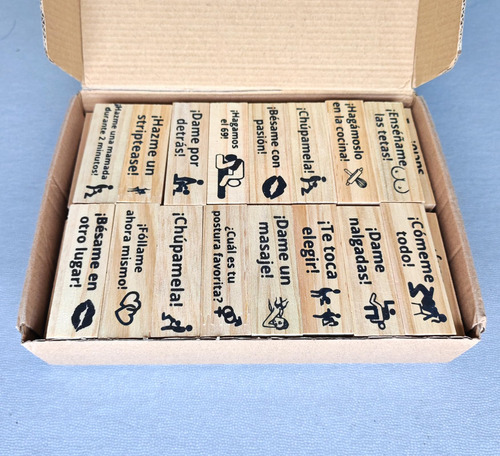 ¡Hazme una mamada
durante 2 minutos!
¡Hazme un
striptease!
¡Dame por
detrás!
¡Hagamos
el 69!
¡Bésame con
pasión!
¡Chúpamela!
¡Hagámoslo
en la cocina!
¡Enséñame
las tetas!
¡Bésame en
otro lugar!
¡Fóllame
ahora mismo!
¡Chúpamela!
¿Cuál es tu
postura favorita?
¡Dame un
masaje!
¡Te toca
elegir!
¡Dame
nalgadas!
¡Cómeme
todo!